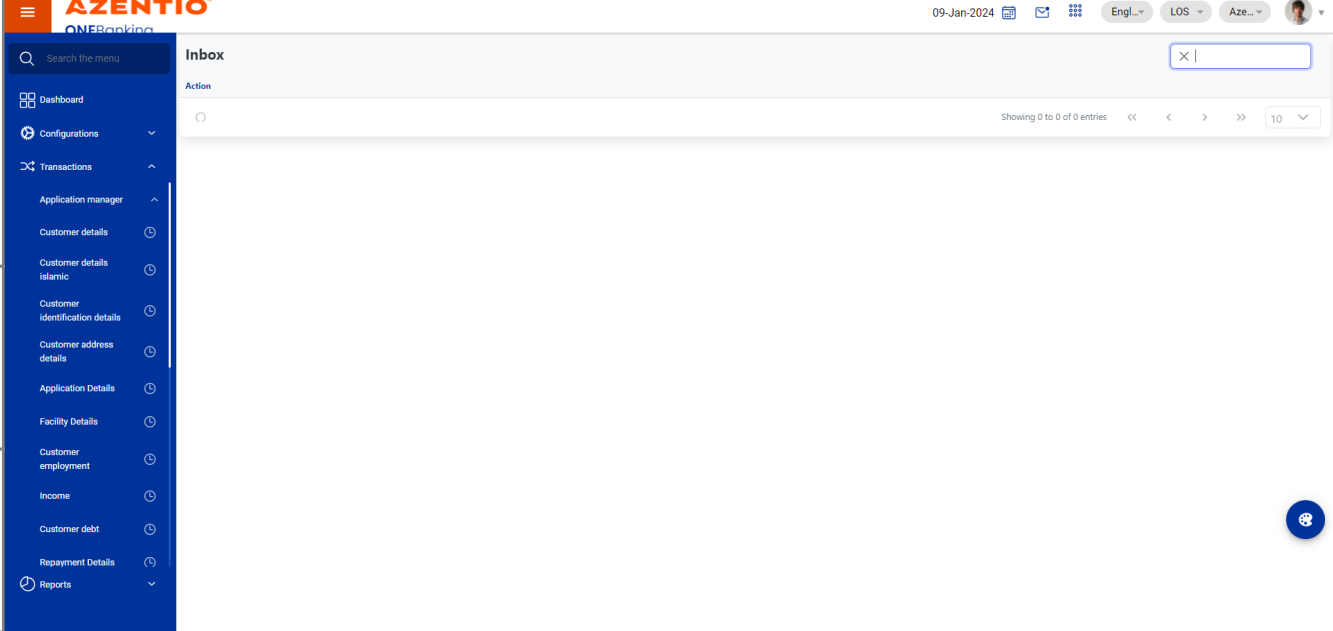 AZENTIO
ONEBanking
09-Jan-2024
Engl...
LOS
Aze...
Search the menu
Dashboard
Configurations
Transactions
Application manager
Customer details
Customer details
islamic
Customer
identification details
Customer address
details
Application Details
Facility Details
Customer
employment
Income
Customer debt
Repayment Details
Reports
Inbox
Action
Showing 0 to 0 of 0 entries
10